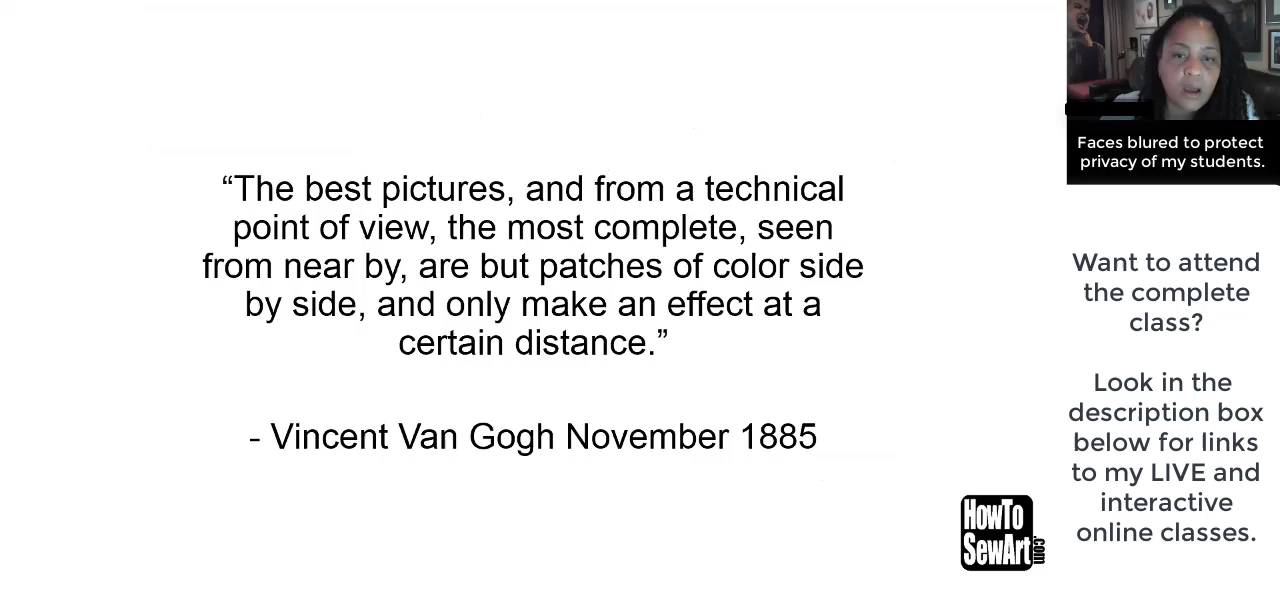 “The best pictures, and from a technical
point of view, the most complete, seen
from near by, are but patches of color side
by side, and only make an effect at a
certain distance.”
- Vincent Van Gogh November 1885
Faces blured to protect
privacy of my students.
Want to attend
the complete
class?
Look in the
description box
below for links
to my LIVE and
interactive
online classes.
HowTo
SewArt
.com